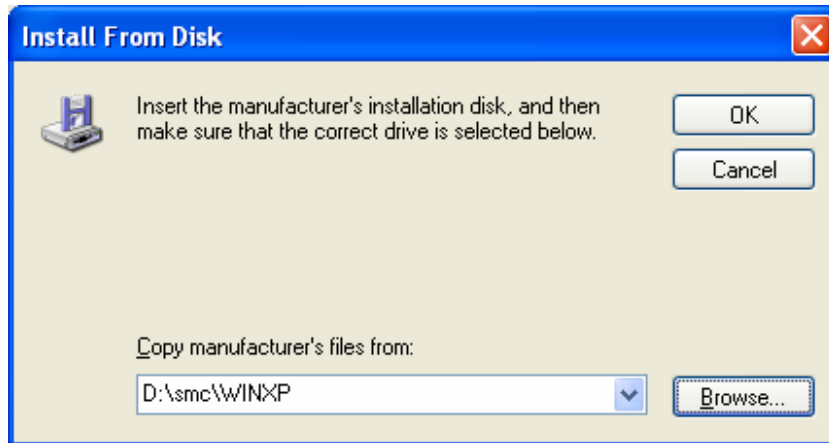 Install From Disk
Insert the manufacturer's installation disk, and then
make sure that the correct drive is selected below.
OK
Cancel
Copy manufacturer's files from:
D:\smc\WINXP
Browse...